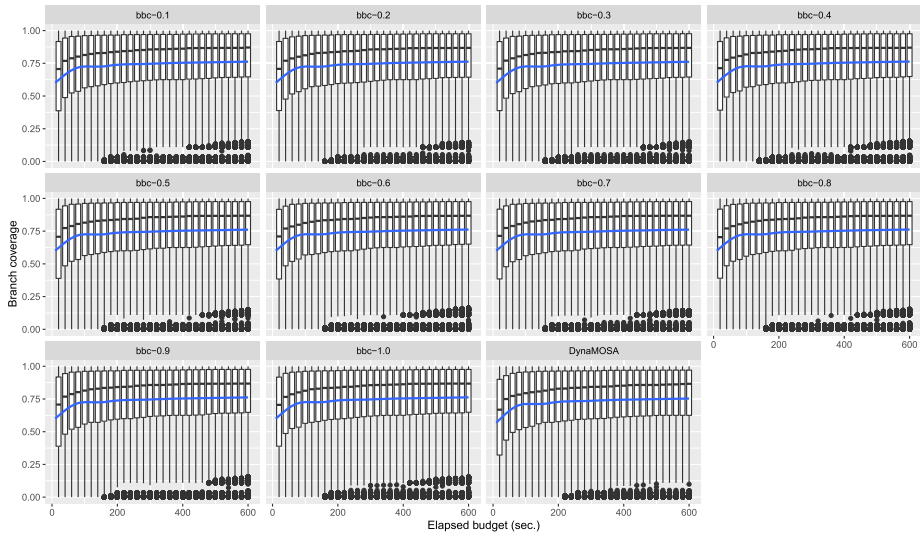 bbc−0.1 bbc−0.2 bbc−0.3 bbc−0.4
1.00
0.75
0.50
0.25
0.00
bbc−0.5 bbc−0.6 bbc−0.7 bbc−0.8
1.00
0.75
0.50
0.25
0.00
0 200 400 600
bbc−0.9 bbc−1.0 DynaMOSA
1.00
0.75
0.50
0.25
0.00
0 200 400 600 0 200 400 600 0 200 400 600
Branch coverage
Elapsed budget (sec.)